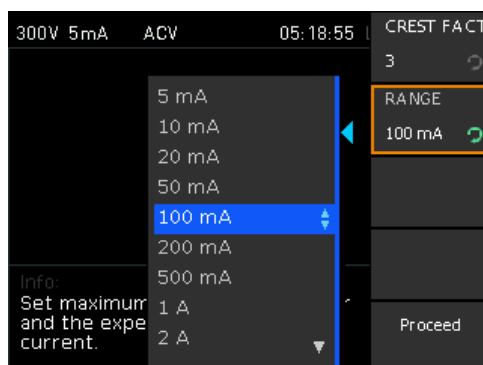 300V 5mA ACV 05:18:55
CREST FACT
3
RANGE
100 mA
5 mA
10 mA
20 mA
50 mA
100 mA
200 mA
500 mA
1 A
2 A
Info:
Set maximum
and the expe
current.
Proceed